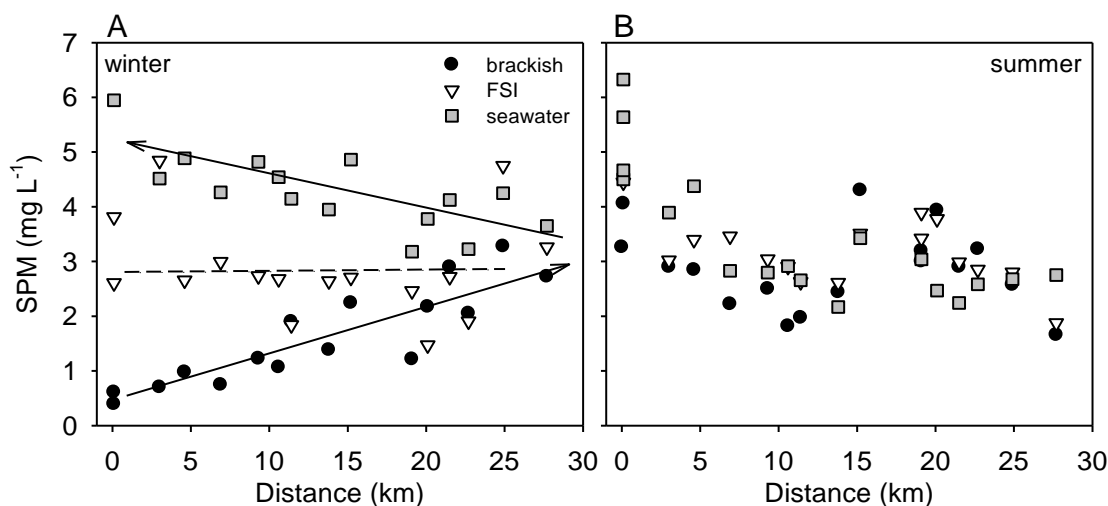 A
B
winter
brackish
FSI
seawater
summer
SPM (mg L⁻¹)
7
6
5
4
3
2
1
0
0 5 10 15 20 25 30
0 5 10 15 20 25 30
Distance (km)
Distance (km)